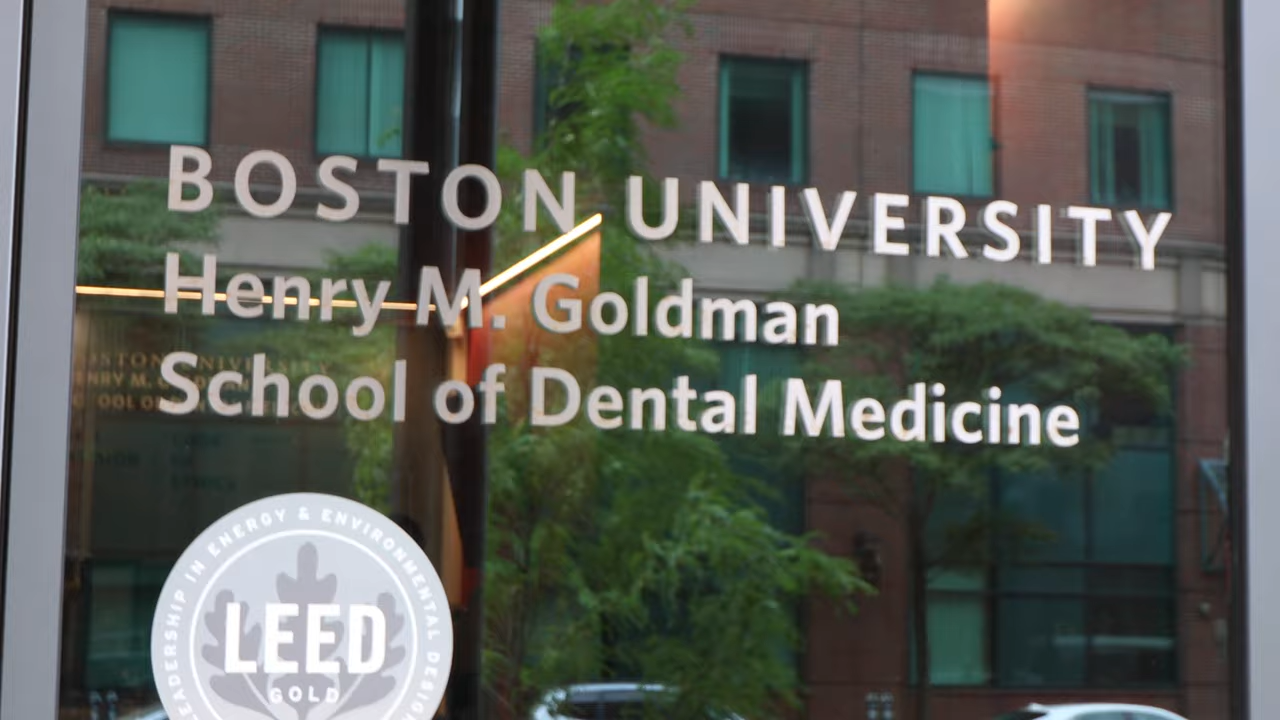 BOSTON UNIVERSITY
Henry M. Goldman
School of Dental Medicine
LEADERSHIP IN ENERGY & ENVIRONMENTAL DESIGN
LEED
GOLD